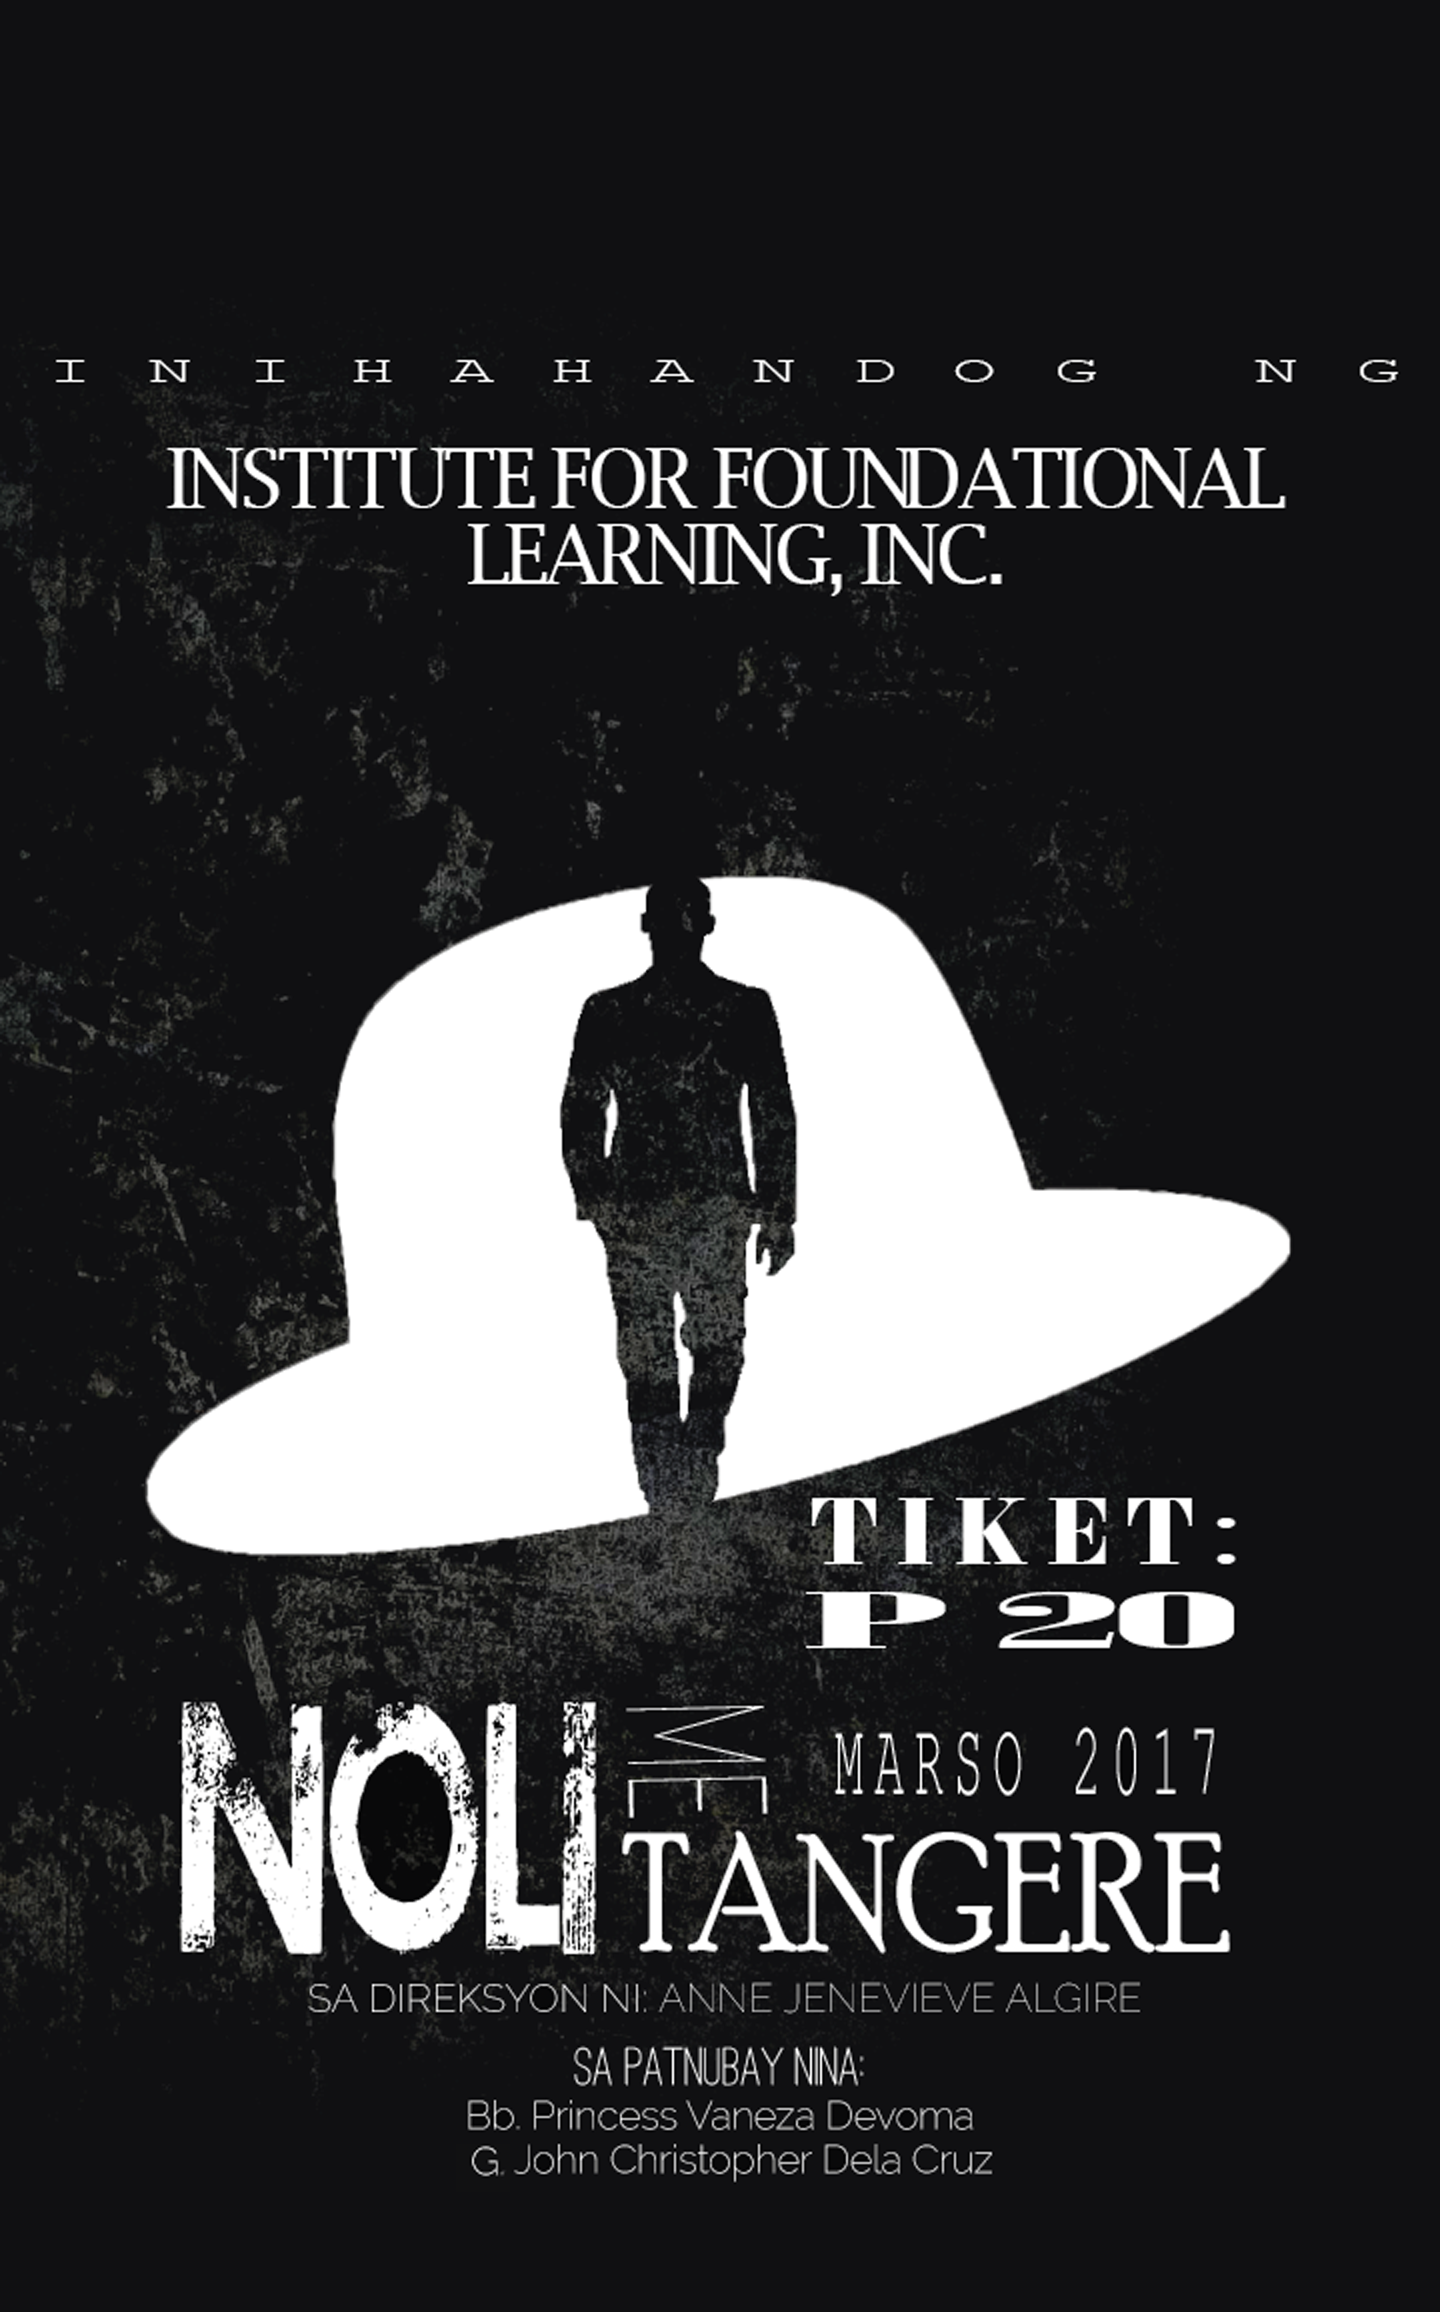 INIHAHANDOG NG
INSTITUTE FOR FOUNDATIONAL
LEARNING, INC.
TIKET:
P 20
NOLI ME TANGERE
MARSO 2017
SA DIREKSYON NI: ANNE JENEVIEVE ALGIRE
SA PATNUBAY NINA:
Bb. Princess Vaneza Devoma
G. John Christopher Dela Cruz